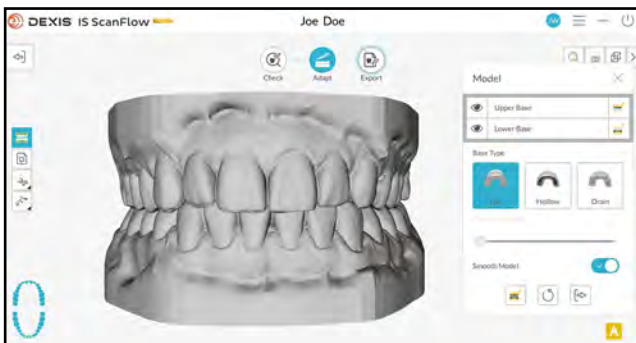 DEXIS IS ScanFlow
Joe Doe
JW
Check
Adapt
Export
Model
Upper Base
Lower Base
Base Type
Hollow
Drain
Smooth Model
A